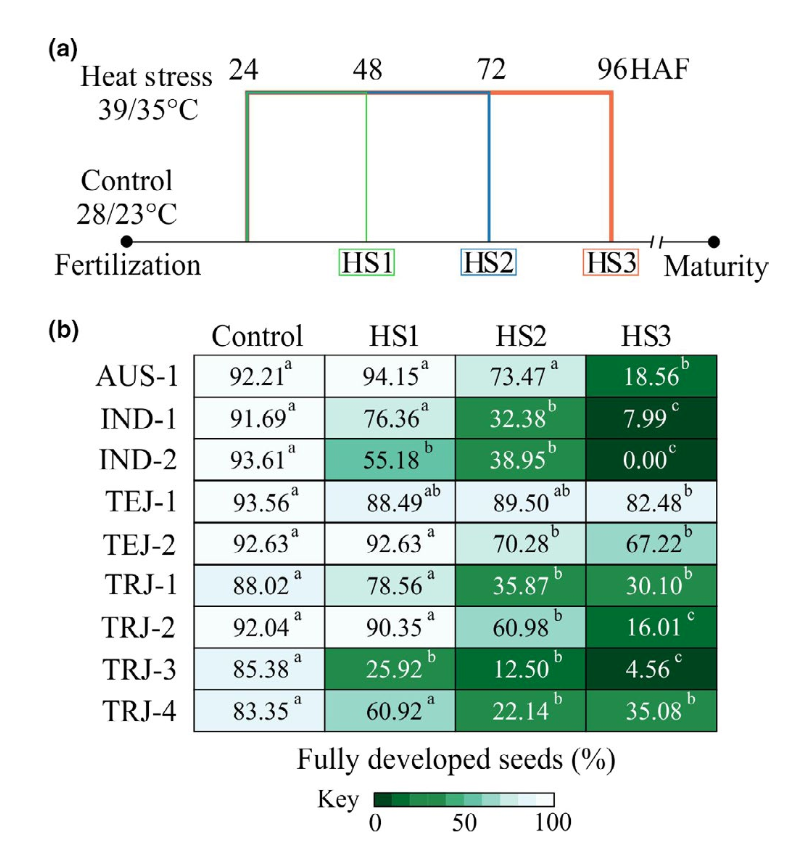 (a)
24 48 72 96HAF
Heat stress
39/35°C
Control
28/23°C
Fertilization HS1 HS2 HS3 Maturity
(b)
Control HS1 HS2 HS3
AUS-1 92.21a 94.15a 73.47a 18.56b
IND-1 91.69a 76.36a 32.38b 7.99c
IND-2 93.61a 55.18b 38.95b 0.00c
TEJ-1 93.56a 88.49ab 89.50ab 82.48b
TEJ-2 92.63a 92.63a 70.28b 67.22b
TRJ-1 88.02a 78.56a 35.87b 30.10b
TRJ-2 92.04a 90.35a 60.98b 16.01c
TRJ-3 85.38a 25.92b 12.50b 4.56c
TRJ-4 83.35a 60.92a 22.14b 35.08b
Fully developed seeds (%)
Key
0 50 100